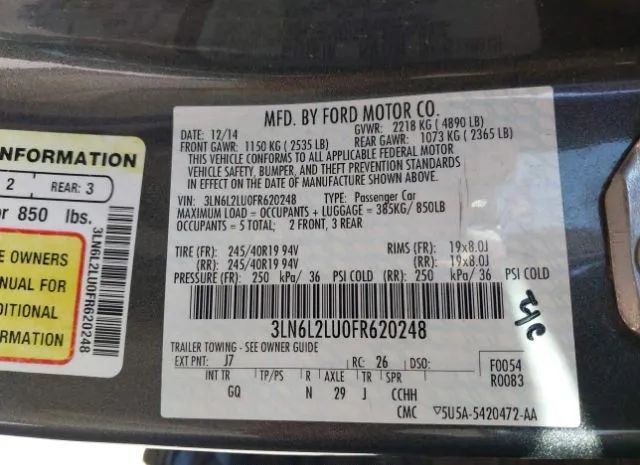 NFORMATION
2 REAR: 3
or 850 lbs.
E OWNERS
ANUAL FOR
DITIONAL
ORMATION
3LN6L2LU0FR620248
MFD. BY FORD MOTOR CO.
DATE: 12/14 GVWR: 2218 KG ( 4890 LB)
FRONT GAWR: 1150 KG ( 2535 LB) REAR GAWR: 1073 KG ( 2365 LB)
THIS VEHICLE CONFORMS TO ALL APPLICABLE FEDERAL MOTOR
VEHICLE SAFETY, BUMPER, AND THEFT PREVENTION STANDARDS
IN EFFECT ON THE DATE OF MANUFACTURE SHOWN ABOVE.
VIN: 3LN6L2LU0FR620248 TYPE: Passenger Car
MAXIMUM LOAD = OCCUPANTS + LUGGAGE = 385KG/ 850LB
OCCUPANTS = 5 TOTAL; 2 FRONT, 3 REAR
TIRE (FR): 245/40R19 94V RIMS (FR): 19x8.0J
(RR): 245/40R19 94V (RR): 19x8.0J
PRESSURE (FR): 250 kPa/ 36 PSI COLD (RR): 250 kPa/ 36 PSI COLD
3LN6L2LU0FR620248
TRAILER TOWING - SEE OWNER GUIDE
EXT PNT: J7 RC: 26 DSO: F0054
INT TR TP/PS R AXLE TR SPR R0083
GQ N 29 J CCHH
CMC ▽5U5A-5420472-AA